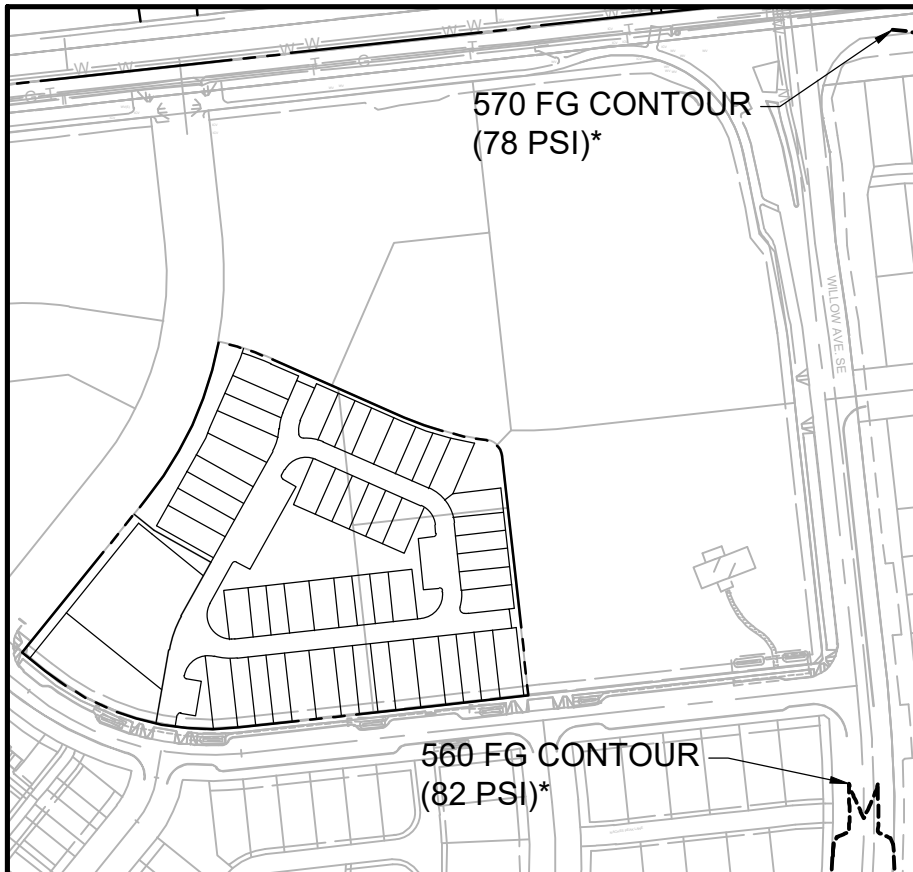 W W W W W
T G T
G T
570 FG CONTOUR
(78 PSI)*
WILLOW AVE. SE
560 FG CONTOUR
(82 PSI)*